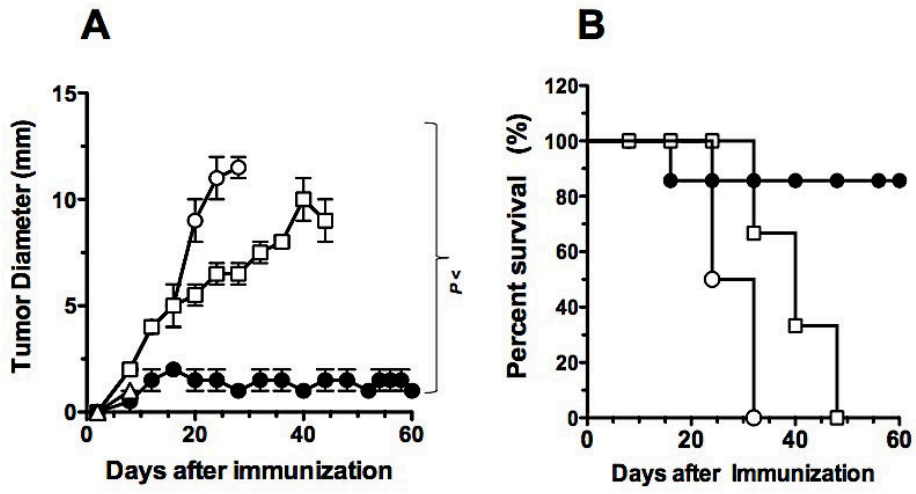 A
B
15
10
5
0
Tumor Diameter (mm)
0
20
40
60
Days after immunization
P <
120
100
80
60
40
20
0
Percent survival (%)
0
20
40
60
Days after Immunization